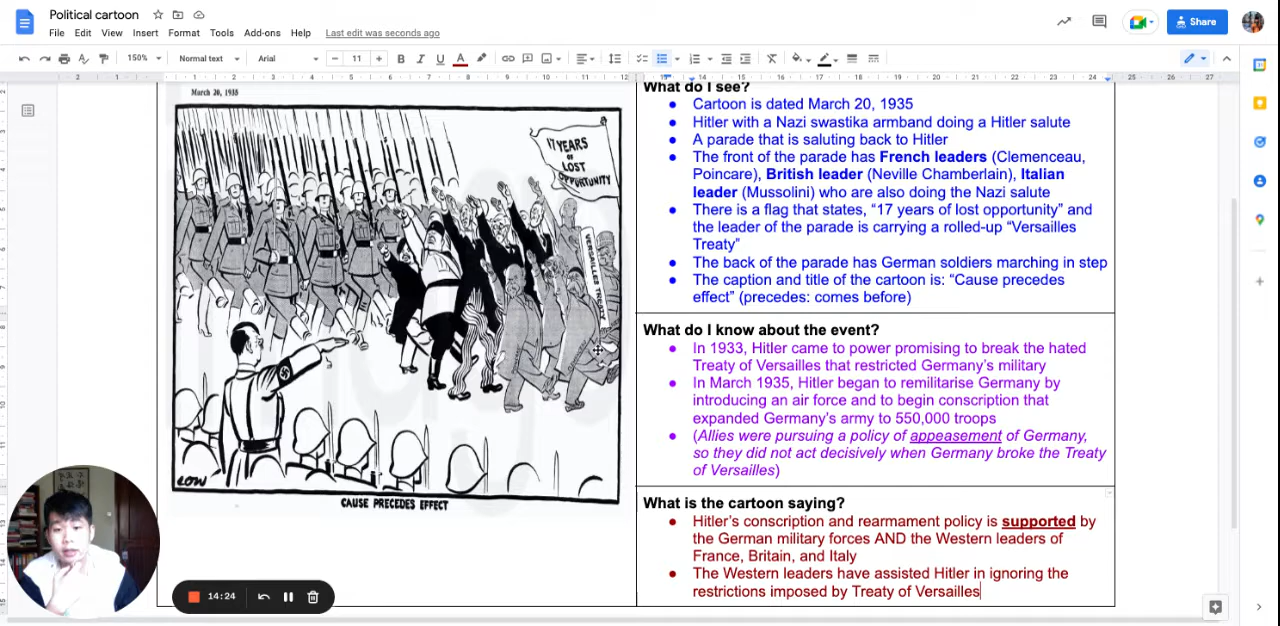 Political cartoon
File Edit View Insert Format Tools Add-ons Help Last edit was seconds ago
Share
150% Normal text Arial 11
March 20, 1935
17 YEARS
OF
LOST
OPPORTUNITY
VERSAILLES TREATY
LOW
CAUSE PRECEDES EFFECT
What do I see?
Cartoon is dated March 20, 1935
Hitler with a Nazi swastika armband doing a Hitler salute
A parade that is saluting back to Hitler
The front of the parade has French leaders (Clemenceau,
Poincare), British leader (Neville Chamberlain), Italian
leader (Mussolini) who are also doing the Nazi salute
There is a flag that states, “17 years of lost opportunity” and
the leader of the parade is carrying a rolled-up “Versailles
Treaty”
The back of the parade has German soldiers marching in step
The caption and title of the cartoon is: “Cause precedes
effect” (precedes: comes before)
What do I know about the event?
In 1933, Hitler came to power promising to break the hated
Treaty of Versailles that restricted Germany’s military
In March 1935, Hitler began to remilitarise Germany by
introducing an air force and to begin conscription that
expanded Germany’s army to 550,000 troops
(Allies were pursuing a policy of appeasement of Germany,
so they did not act decisively when Germany broke the Treaty
of Versailles)
What is the cartoon saying?
Hitler’s conscription and rearmament policy is supported by
the German military forces AND the Western leaders of
France, Britain, and Italy
The Western leaders have assisted Hitler in ignoring the
restrictions imposed by Treaty of Versailles
14:24